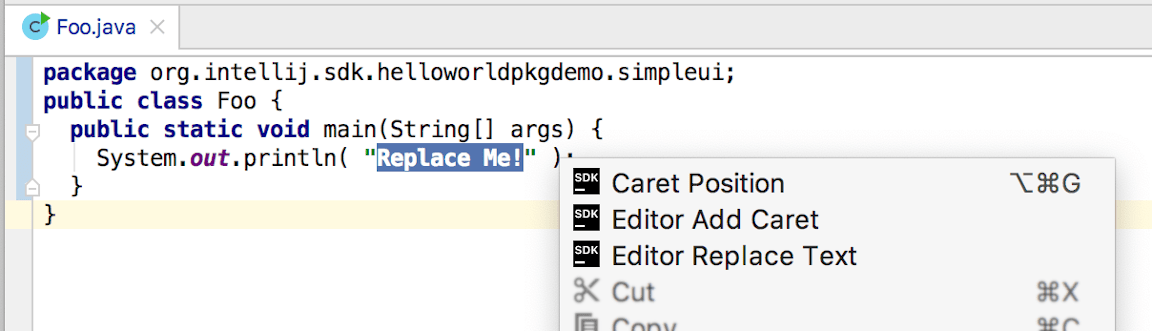 Foo.java
package org.intellij.sdk.helloworldpkgdemo.simpleui;
public class Foo {
public static void main(String[] args) {
System.out.println( "Replace Me!" );
}
}
SDK Caret Position ⌥⌘G
SDK Editor Add Caret
SDK Editor Replace Text
Cut ⌘X
Copy ⌘C